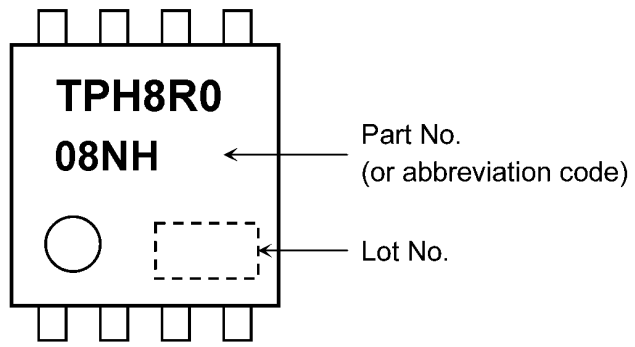 TPH8R0
08NH
Part No.
(or abbreviation code)
Lot No.